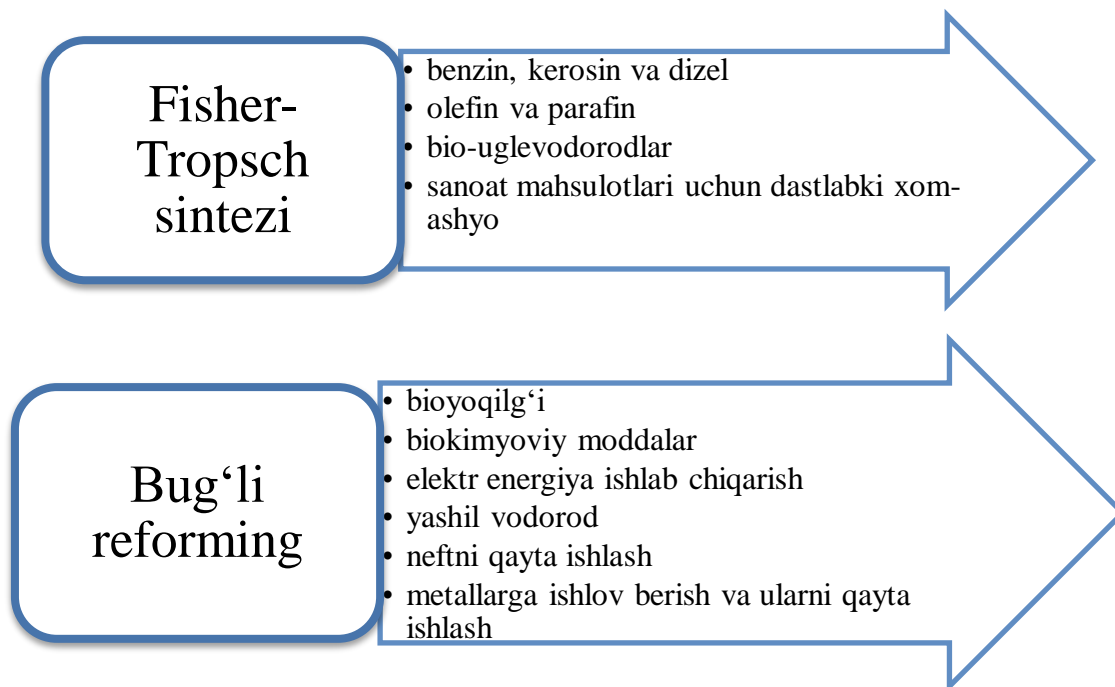 Fisher-
Tropsch
sintezi
• benzin, kerosin va dizel
• olefin va parafin
• bio-uglevodorodlar
• sanoat mahsulotlari uchun dastlabki xom-
ashyo
Bug‘li
reforming
• bioyoqilg‘i
• biokimyoviy moddalar
• elektr energiya ishlab chiqarish
• yashil vodorod
• neftni qayta ishlash
• metallarga ishlov berish va ularni qayta
ishlash